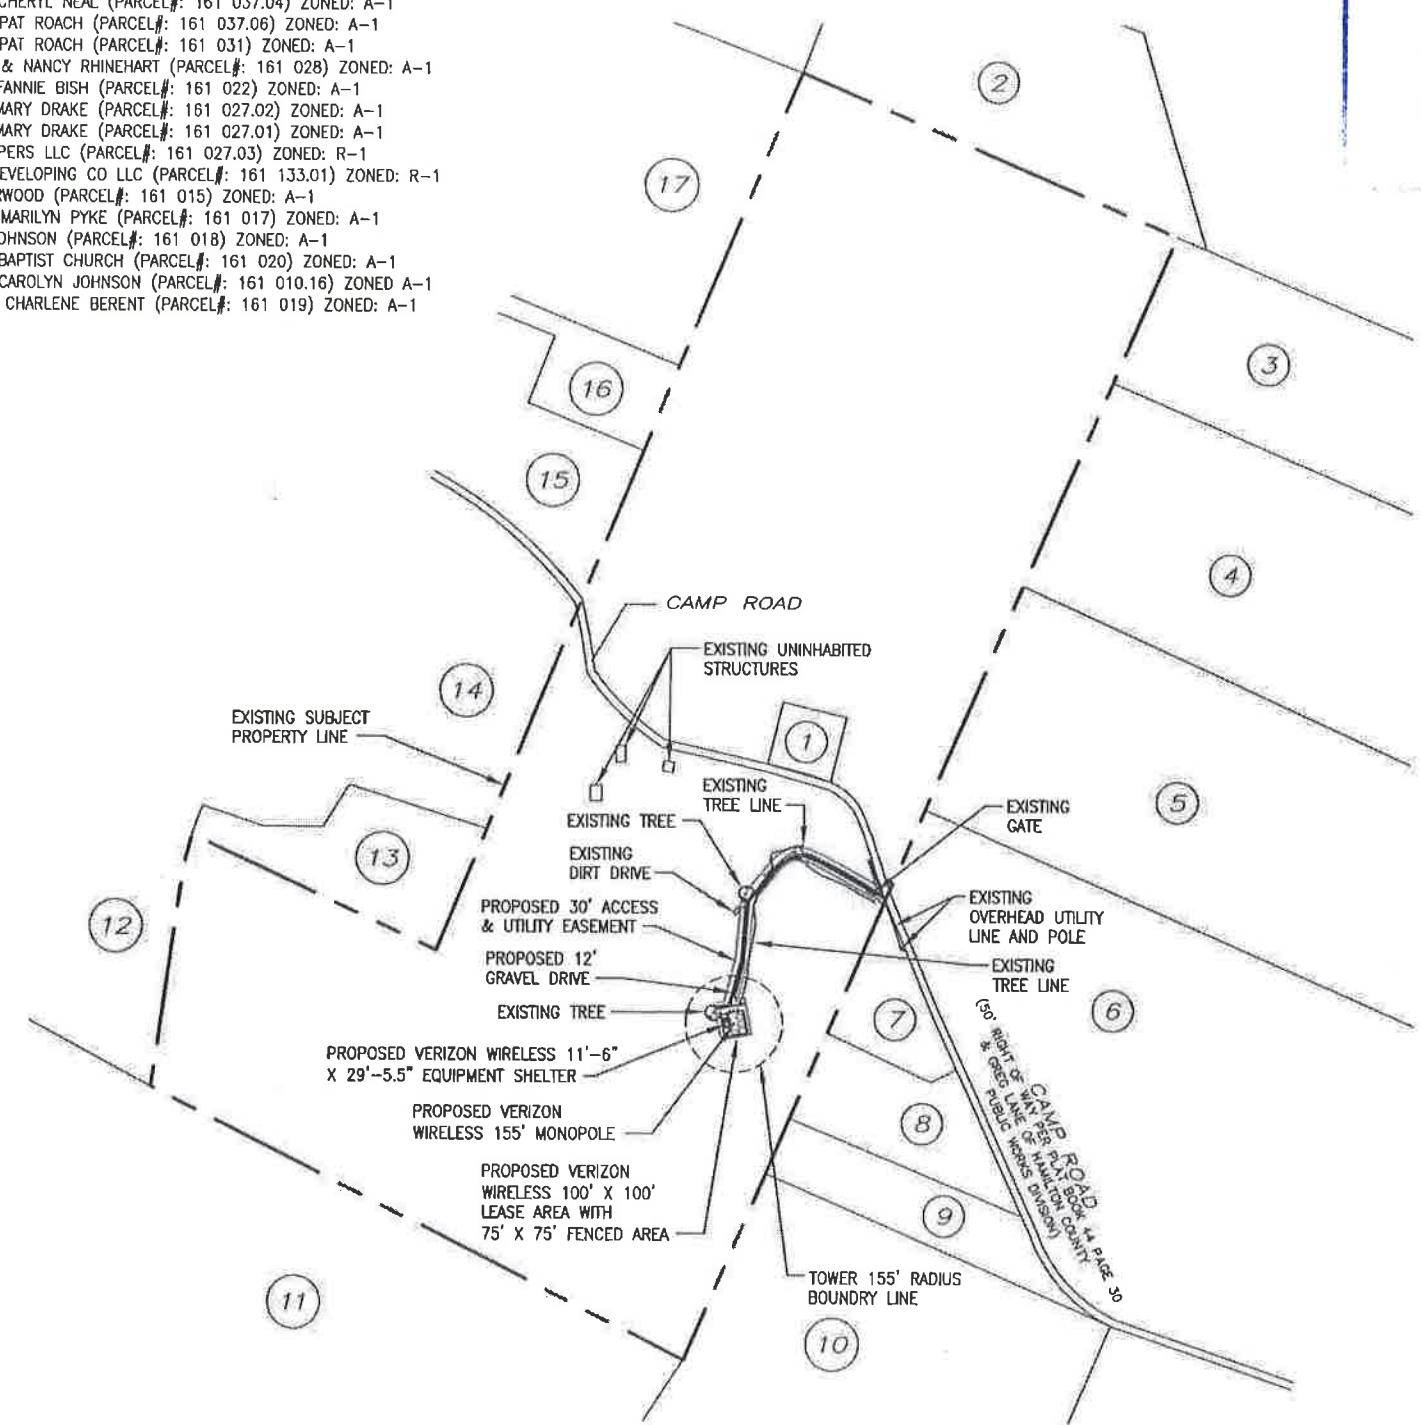 CHERYL NEAL (PARCEL#: 161 037.04) ZONED: A-1
PAT ROACH (PARCEL#: 161 037.06) ZONED: A-1
PAT ROACH (PARCEL#: 161 031) ZONED: A-1
& NANCY RHINEHART (PARCEL#: 161 028) ZONED: A-1
FANNIE BISH (PARCEL#: 161 022) ZONED: A-1
MARY DRAKE (PARCEL#: 161 027.02) ZONED: A-1
MARY DRAKE (PARCEL#: 161 027.01) ZONED: A-1
PERS LLC (PARCEL#: 161 027.03) ZONED: R-1
EVELOPING CO LLC (PARCEL#: 161 133.01) ZONED: R-1
WOOD (PARCEL#: 161 015) ZONED: A-1
MARILYN PYKE (PARCEL#: 161 017) ZONED: A-1
OHNSON (PARCEL#: 161 018) ZONED: A-1
BAPTIST CHURCH (PARCEL#: 161 020) ZONED: A-1
CAROLYN JOHNSON (PARCEL#: 161 010.16) ZONED A-1
CHARLENE BERENT (PARCEL#: 161 019) ZONED: A-1
2
17
3
16
15
4
CAMP ROAD
EXISTING UNINHABITED
STRUCTURES
14
EXISTING SUBJECT
PROPERTY LINE
1
EXISTING
TREE LINE
5
EXISTING
GATE
EXISTING TREE
13
EXISTING
DIRT DRIVE
12
PROPOSED 30' ACCESS
& UTILITY EASEMENT
EXISTING
OVERHEAD UTILITY
LINE AND POLE
PROPOSED 12'
GRAVEL DRIVE
EXISTING
TREE LINE
EXISTING TREE
7
6
PROPOSED VERIZON WIRELESS 11'-6"
X 29'-5.5" EQUIPMENT SHELTER
PROPOSED VERIZON
WIRELESS 155' MONOPOLE
8
CAMP ROAD
(50' RIGHT OF WAY PER PLAT BOOK 44 PAGE 30
& GREG LANE OF HAMILTON COUNTY
PUBLIC WORKS DIVISION)
PROPOSED VERIZON
WIRELESS 100' X 100'
LEASE AREA WITH
75' X 75' FENCED AREA
9
TOWER 155' RADIUS
BOUNDRY LINE
11
10